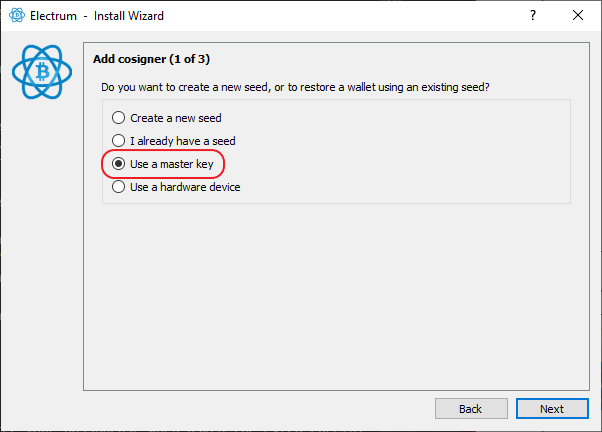 Electrum - Install Wizard
Add cosigner (1 of 3)
Do you want to create a new seed, or to restore a wallet using an existing seed?
Create a new seed
I already have a seed
Use a master key
Use a hardware device
Back Next